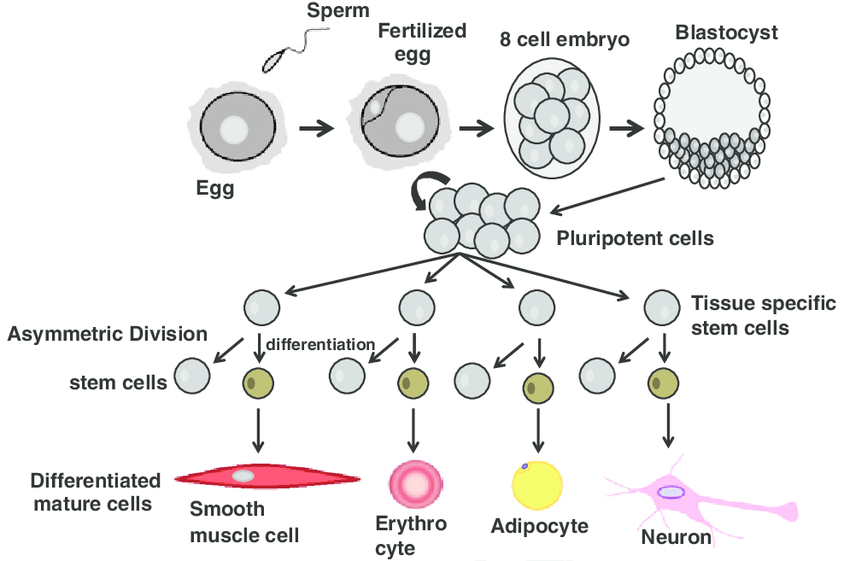 Sperm
Fertilized
egg
8 cell embryo
Blastocyst
Egg
Pluripotent cells
Tissue specific
stem cells
Asymmetric Division
differentiation
stem cells
Differentiated
mature cells
Smooth
muscle cell
Erythro
cyte
Adipocyte
Neuron